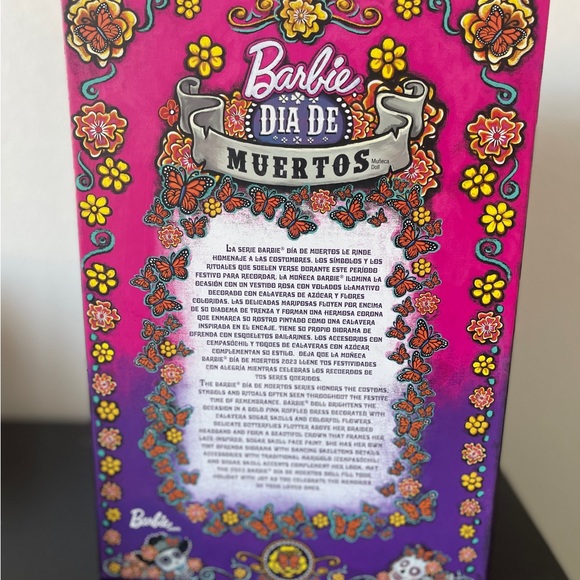 Barbie®
DIA DE
MUERTOS
Muñeca
Doll
La serie Barbie® Día De Muertos le rinde
homenaje a las costumbres, los símbolos y los
rituales que suelen verse durante este período
festivo para recordar. La muñeca Barbie® ilumina la
ocasión con un vestido rosa con volados llamativo
decorado con calaveras de azúcar y flores
coloridas. Las delicadas mariposas fluyen por encima
de su diadema de trenza y forman una hermosa corona
que enmarca su rostro pintado como una calavera
inspirada en el encaje. Tiene su propio diorama de
ofrenda con esqueletos bailarines. Los accesorios con
cempasúchil y toques de calaveras con azúcar
complementan su estilo. Deja que la muñeca
Barbie® Día De Muertos 2023 llene tus festividades
con alegría mientras celebras los recuerdos de
tus seres queridos.
The Barbie® Día De Muertos series honors the customs,
symbols and rituals often seen throughout the festive
time of remembrance. Barbie® doll brightens the
occasion in a bold pink ruffled dress decorated with
calavera sugar skulls and colorful flowers.
Delicate butterflies flutter above her braided
headband and form a beautiful crown that frames her
lace-inspired, sugar skull face paint. She has her own
tiny ofrenda diorama with dancing skeletons details.
Accessories with traditional marigold (cempasúchil)
and sugar skull accents complement her look. May
the 2023 Barbie® Día De Muertos doll fill your
holiday with joy as you celebrate the memories
of your loved ones.
Barbie